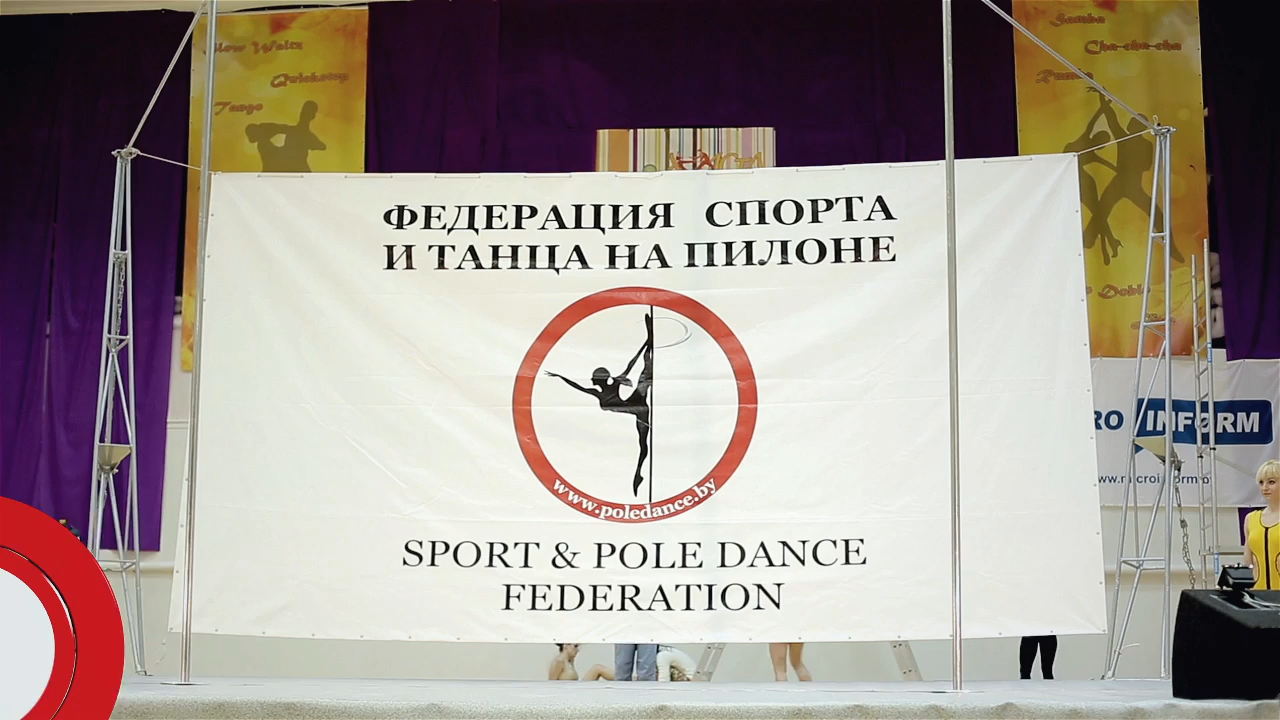 Slow Waltz
Quickstep
Tango
Samba
Cha-cha-cha
Rumba
ФЕДЕРАЦИЯ СПОРТА
И ТАНЦА НА ПИЛОНЕ
www.poledance.by
SPORT & POLE DANCE
FEDERATION
RO INFORM